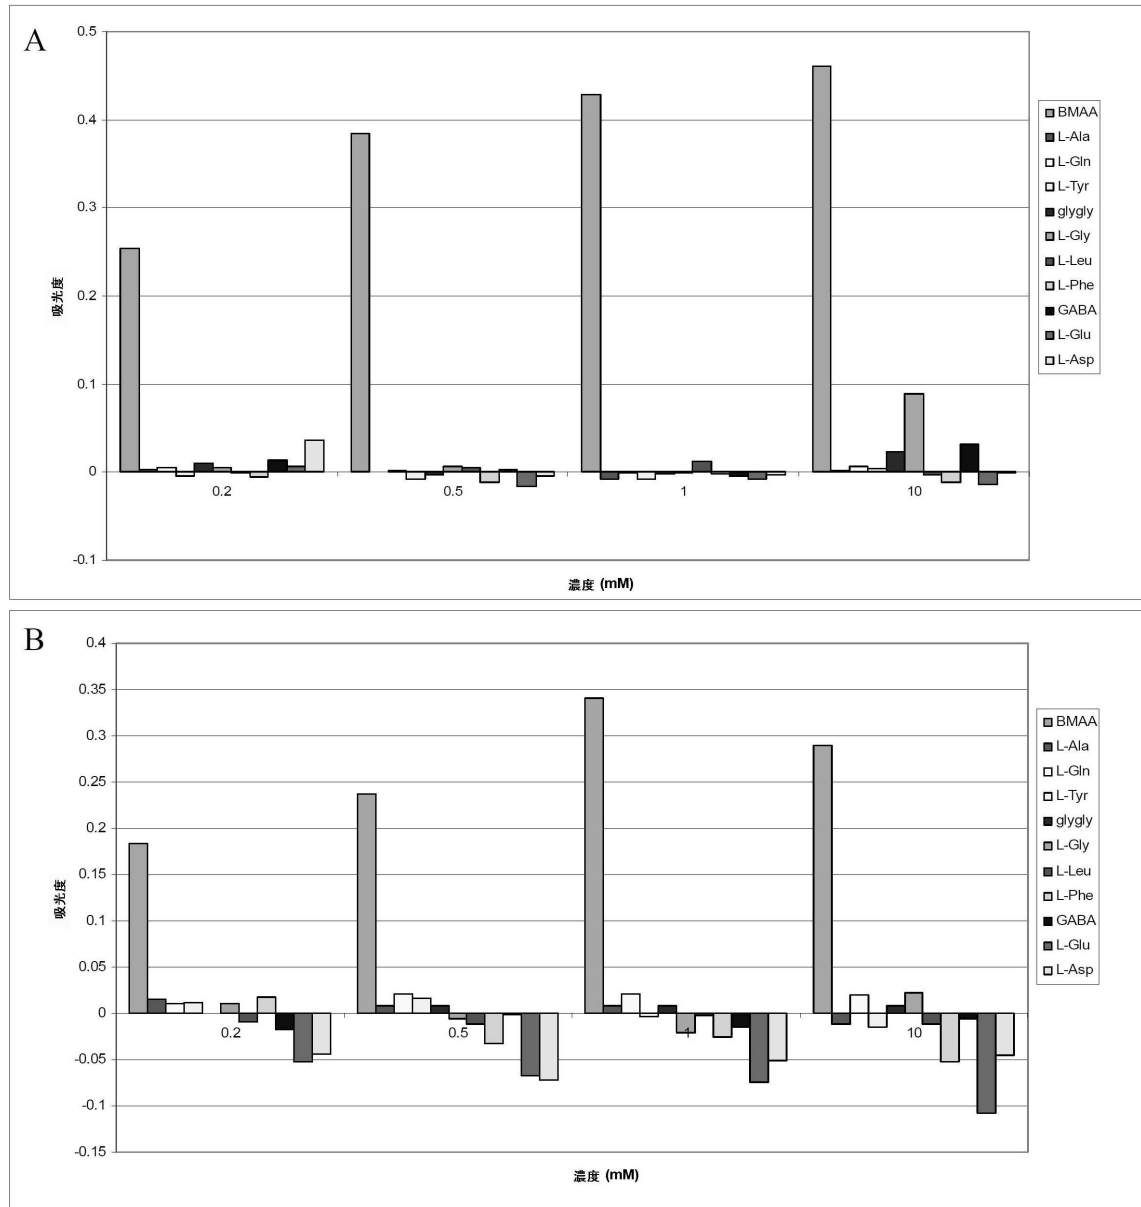 A
0.5
0.4
0.3
0.2
0.1
0
-0.1
吸光度
0.2
0.5
1
10
濃度 (mM)
BMAA
L-Ala
L-Gln
L-Tyr
glygly
L-Gly
L-Leu
L-Phe
GABA
L-Glu
L-Asp
B
0.4
0.35
0.3
0.25
0.2
0.15
0.1
0.05
0
-0.05
-0.1
-0.15
吸光度
0.2
0.5
1
10
濃度 (mM)
BMAA
L-Ala
L-Gln
L-Tyr
glygly
L-Gly
L-Leu
L-Phe
GABA
L-Glu
L-Asp